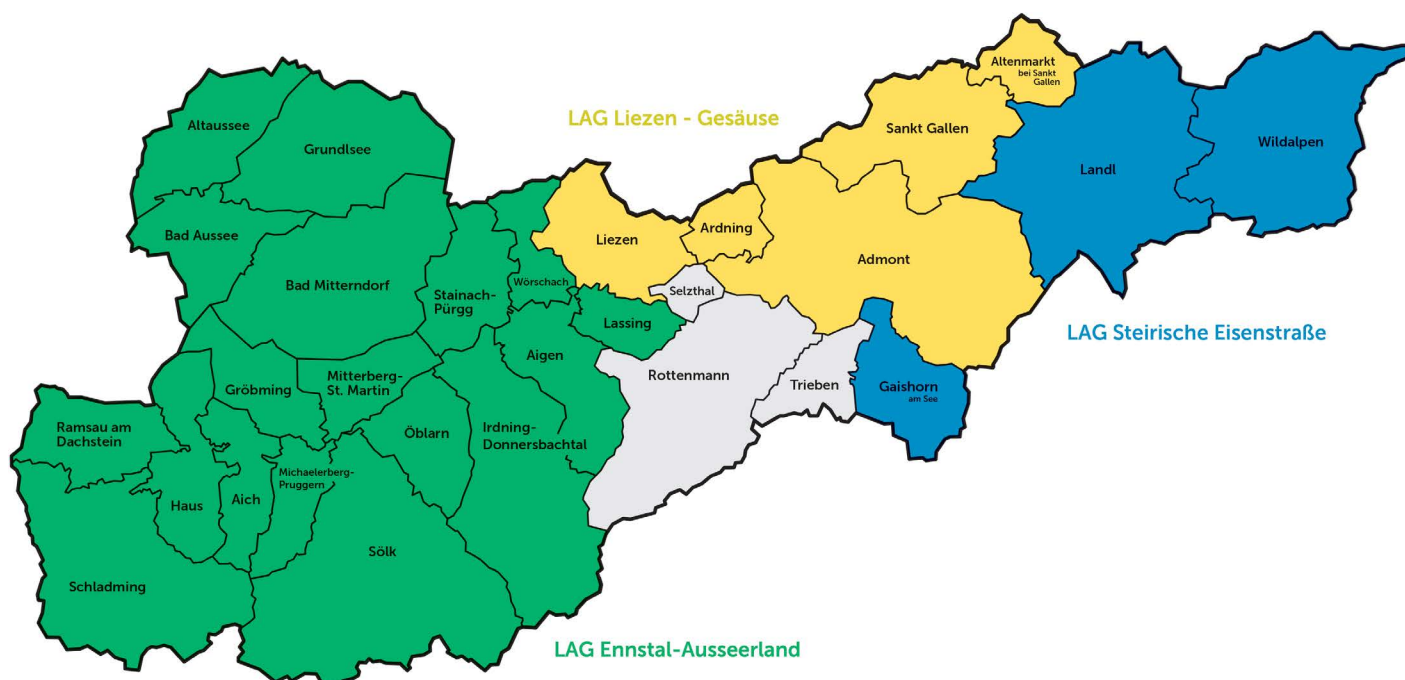 Altenmarkt
bei Sankt
Gallen
LAG Liezen - Gesäuse
Altaussee
Sankt Gallen
Grundlsee
Wildalpen
Landl
Bad Aussee
Ardning
Liezen
Admont
Bad Mitterndorf
Wörschach
Selzthal
Stainach-
Pürgg
Lassing
LAG Steirische Eisenstraße
Aigen
Rottenmann
Mitterberg-
St. Martin
Trieben
Gaishorn
am See
Gröbming
Ramsau am
Dachstein
Öblarn
Irdning-
Donnersbachtal
Michaelerberg-
Pruggern
Haus
Aich
Sölk
Schladming
LAG Ennstal-Ausseerland